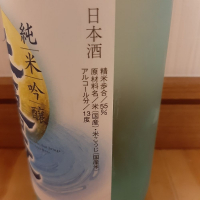 日本酒
精米歩合／55％
原材料名／米（国産）・米こうじ（国産米）
アルコール分／13度
純米吟醸